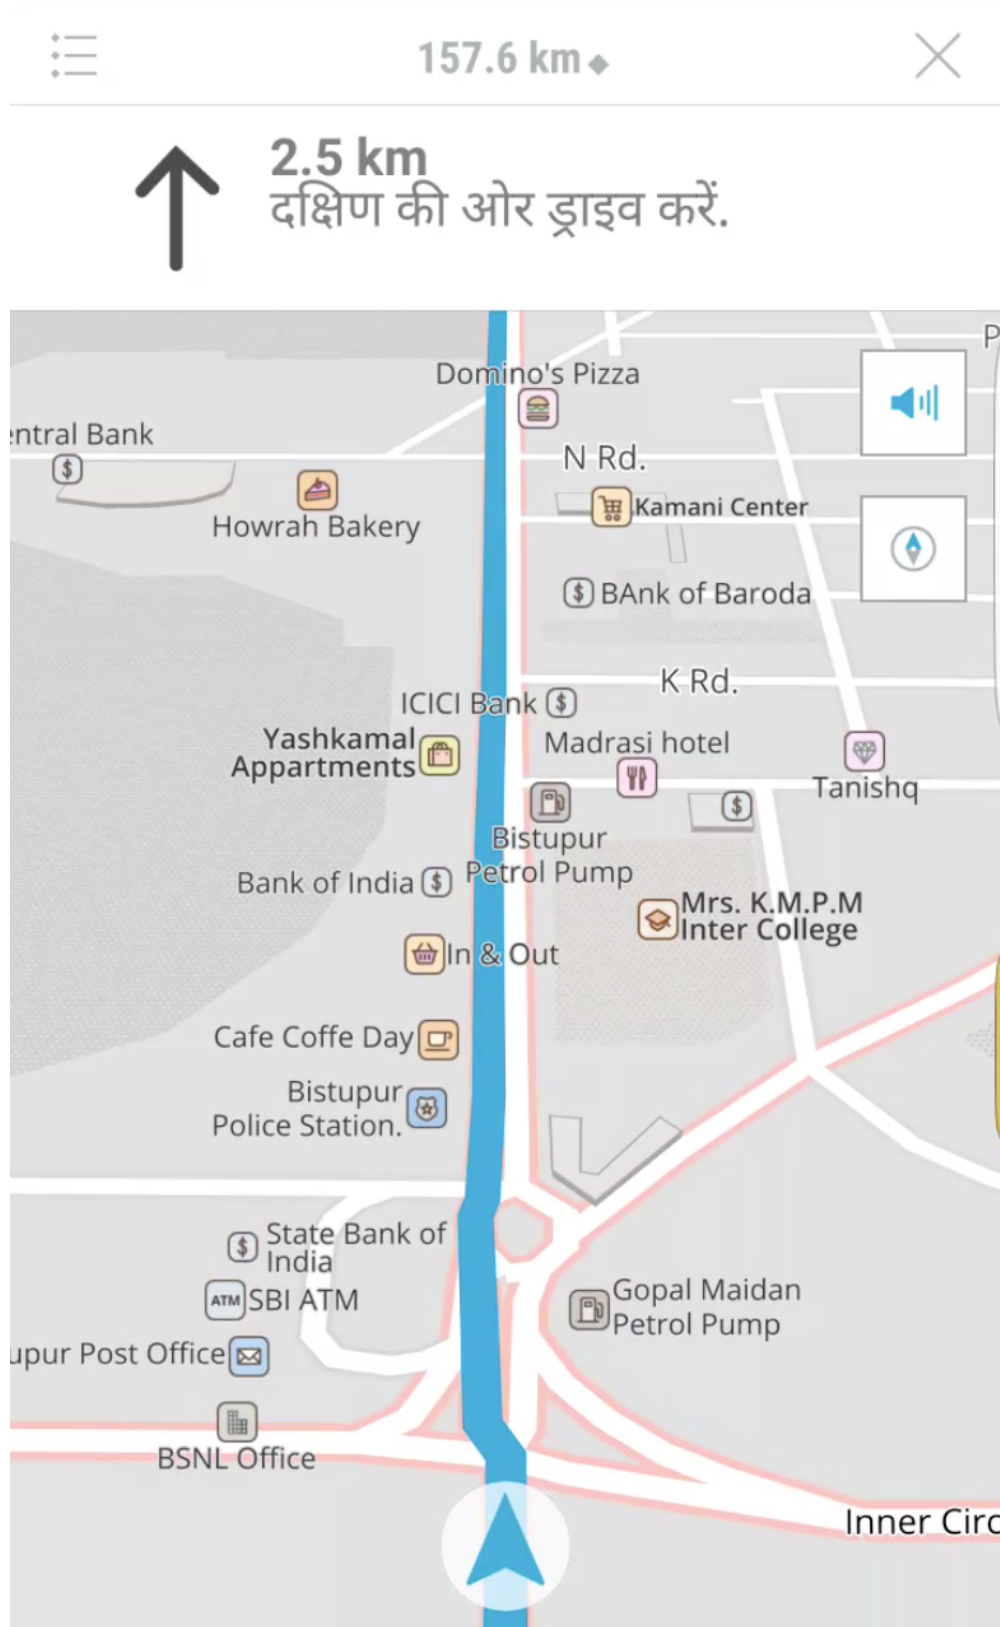 157.6 km
2.5 km
दक्षिण की ओर ड्राइव करें.
P
Domino's Pizza
entral Bank
N Rd.
Kamani Center
Howrah Bakery
BAnk of Baroda
K Rd.
ICICI Bank
Yashkamal
Appartments
Madrasi hotel
Tanishq
Bistupur
Petrol Pump
Bank of India
Mrs. K.M.P.M
Inter College
In & Out
Cafe Coffe Day
Bistupur
Police Station.
State Bank of
India
ATM SBI ATM
Gopal Maidan
Petrol Pump
upur Post Office
BSNL Office
Inner Circ